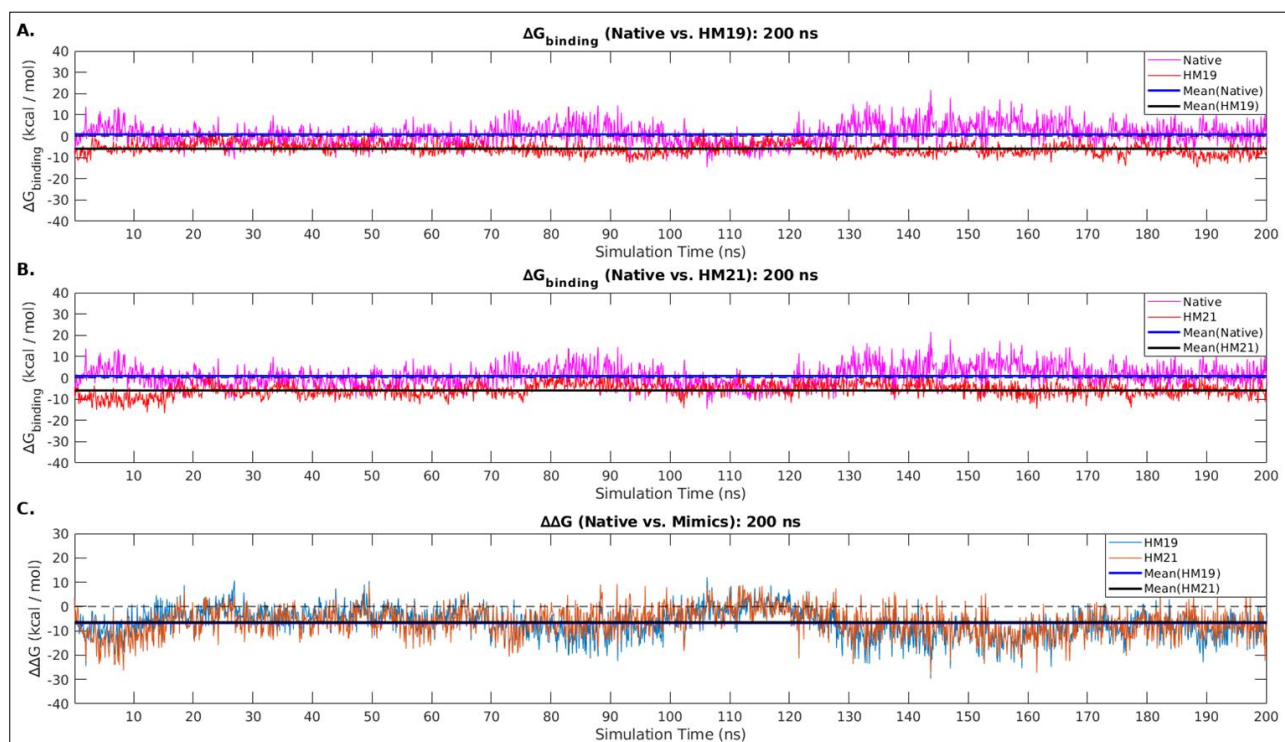 A.
ΔG_binding (Native vs. HM19): 200 ns
40
30
20
10
0
-10
-20
-30
-40
ΔG_binding (kcal / mol)
Native
HM19
Mean(Native)
Mean(HM19)
10 20 30 40 50 60 70 80 90 100 110 120 130 140 150 160 170 180 190 200
Simulation Time (ns)
B.
ΔG_binding (Native vs. HM21): 200 ns
40
30
20
10
0
-10
-20
-30
-40
ΔG_binding (kcal / mol)
Native
HM21
Mean(Native)
Mean(HM21)
10 20 30 40 50 60 70 80 90 100 110 120 130 140 150 160 170 180 190 200
Simulation Time (ns)
C.
ΔΔG (Native vs. Mimics): 200 ns
30
20
10
0
-10
-20
-30
-40
ΔΔG (kcal / mol)
HM19
HM21
Mean(HM19)
Mean(HM21)
10 20 30 40 50 60 70 80 90 100 110 120 130 140 150 160 170 180 190 200
Simulation Time (ns)